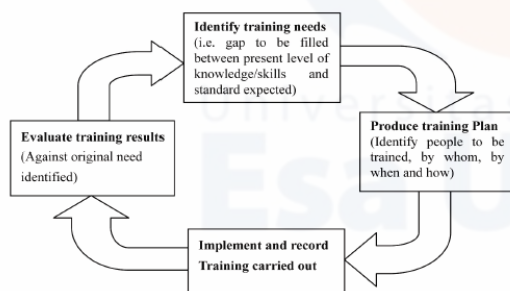 Identify training needs
(i.e. gap to be filled
between present level of
knowledge/skills and
standard expected)
Produce training Plan
(Identify people to be
trained, by whom, by
when and how)
Implement and record
Training carried out
Evaluate training results
(Against original need
identified)
Universitas
Esa U